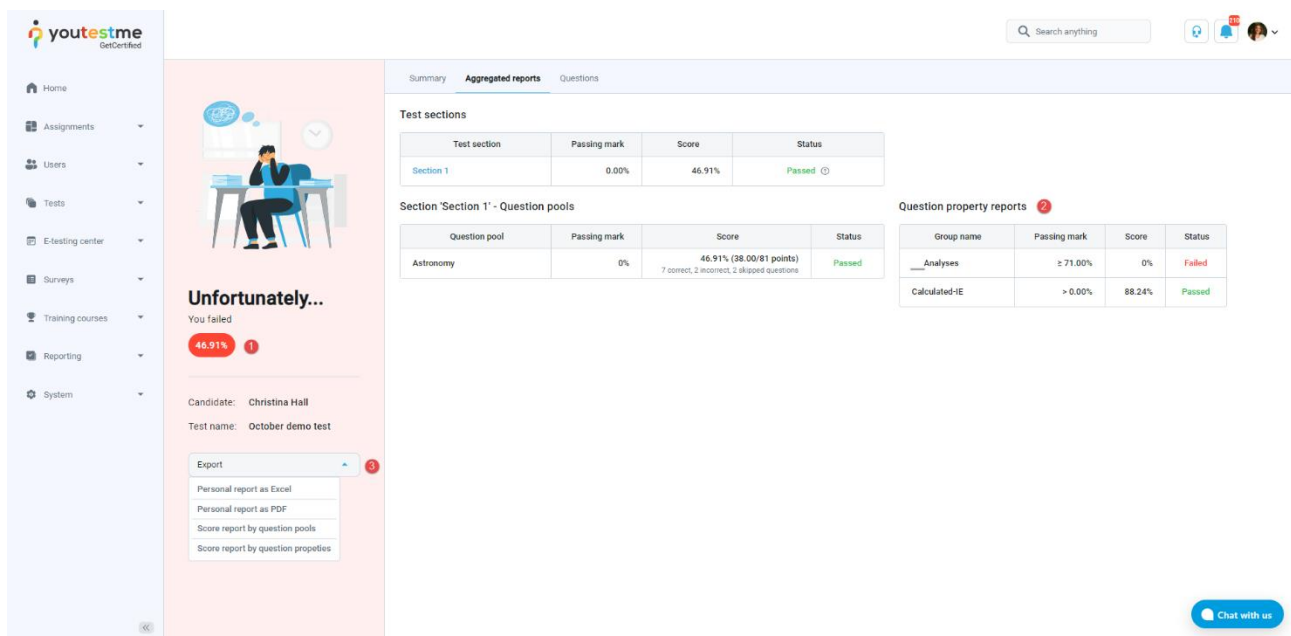 youtestme
GetCertified
Search anything
210
Home
Assignments
Users
Tests
E-testing center
Surveys
Training courses
Reporting
System
Unfortunately...
You failed
46.91% 1
Candidate: Christina Hall
Test name: October demo test
Export 3
Personal report as Excel
Personal report as PDF
Score report by question pools
Score report by question propeties
Summary Aggregated reports Questions
Test sections
Test section Passing mark Score Status
Section 1 0.00% 46.91% Passed
Section 'Section 1' - Question pools
Question pool Passing mark Score Status
Astronomy 0% 46.91% (38.00/81 points) Passed
7 correct, 2 incorrect, 2 skipped questions
Question property reports 2
Group name Passing mark Score Status
__Analyses ≥ 71.00% 0% Failed
Calculated-IE > 0.00% 88.24% Passed
Chat with us